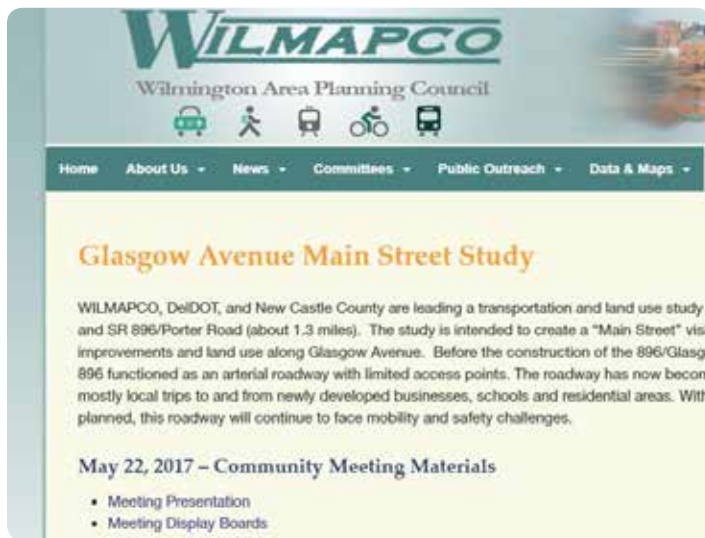 WILMAPCO
Wilmington Area Planning Council
Home About Us News Committees Public Outreach Data & Maps
Glasgow Avenue Main Street Study
WILMAPCO, DelDOT, and New Castle County are leading a transportation and land use study
and SR 896/Porter Road (about 1.3 miles). The study is intended to create a "Main Street"
improvements and land use along Glasgow Avenue. Before the construction of the
896 functioned as an arterial roadway with limited access points. The roadway has now
mostly local trips to and from newly developed businesses, schools and residential areas.
planned, this roadway will continue to face mobility and safety challenges.
May 22, 2017 – Community Meeting Materials
• Meeting Presentation
• Meeting Display Boards